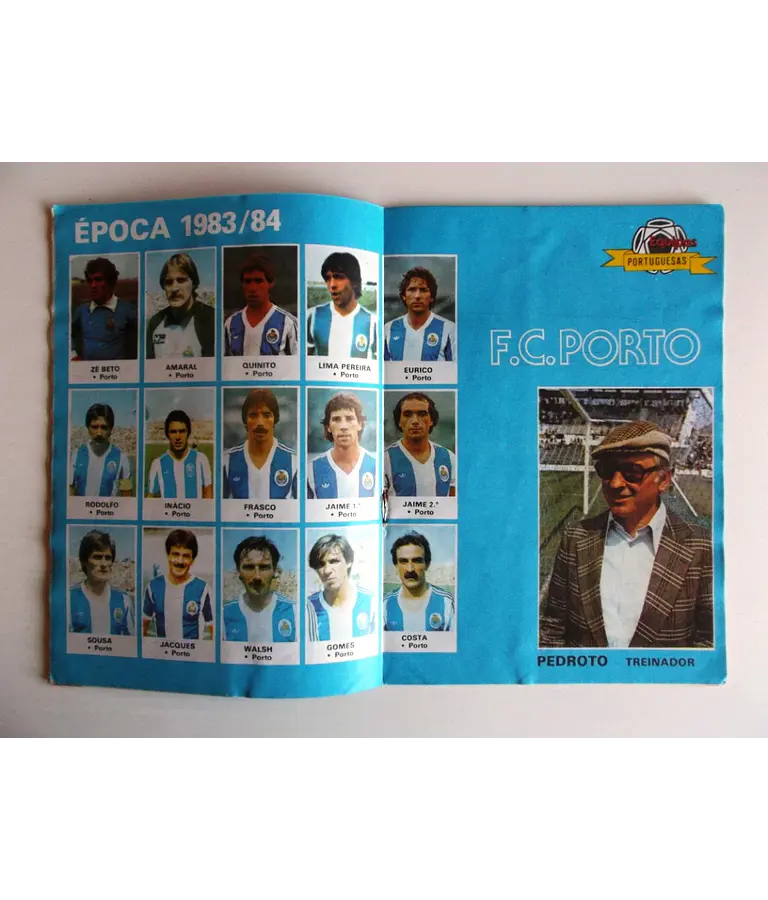 ÉPOCA 1983/84
ZÉ BETO
• Porto
AMARAL
• Porto
QUINITO
• Porto
LIMA PEREIRA
• Porto
EURICO
• Porto
RODOLFO
• Porto
INÁCIO
• Porto
FRASCO
• Porto
JAIME 1.º
• Porto
JAIME 2.º
• Porto
SOUSA
• Porto
JACQUES
• Porto
WALSH
• Porto
GOMES
• Porto
COSTA
• Porto
Equipas
PORTUGUESAS
F.C.PORTO
PEDROTO TREINADOR